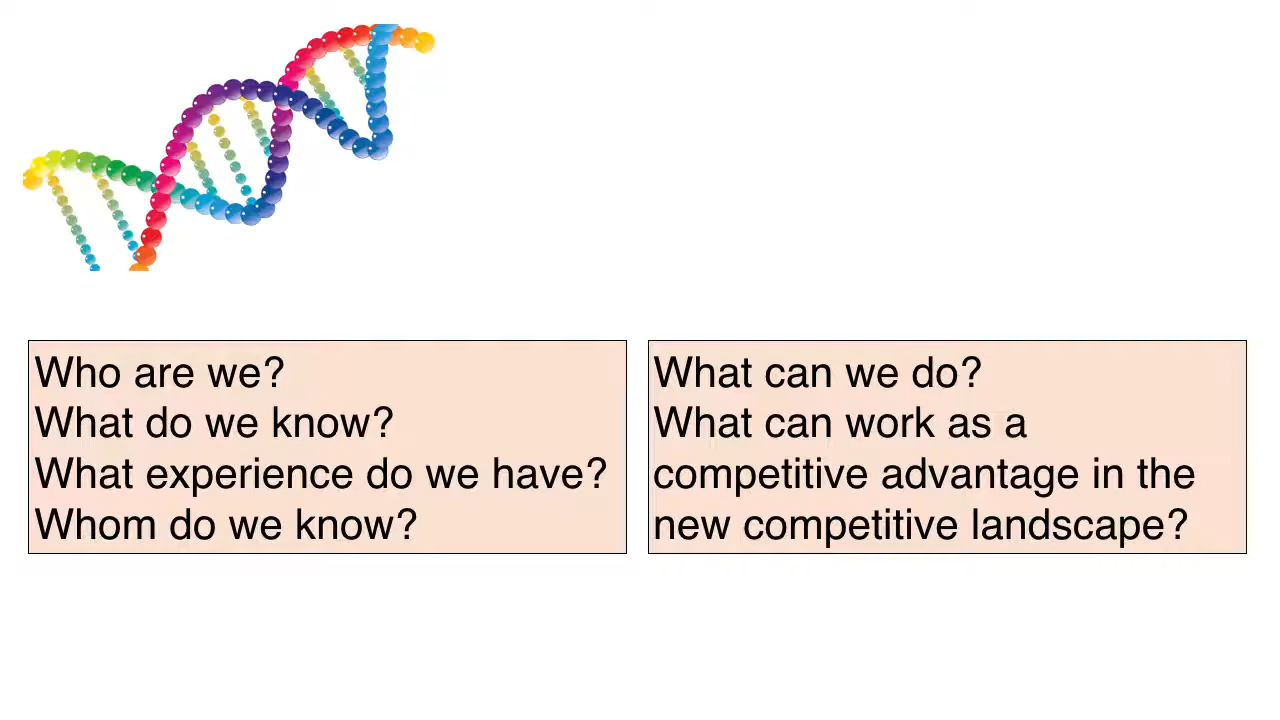 Who are we?
What do we know?
What experience do we have?
Whom do we know?
What can we do?
What can work as a
competitive advantage in the
new competitive landscape?